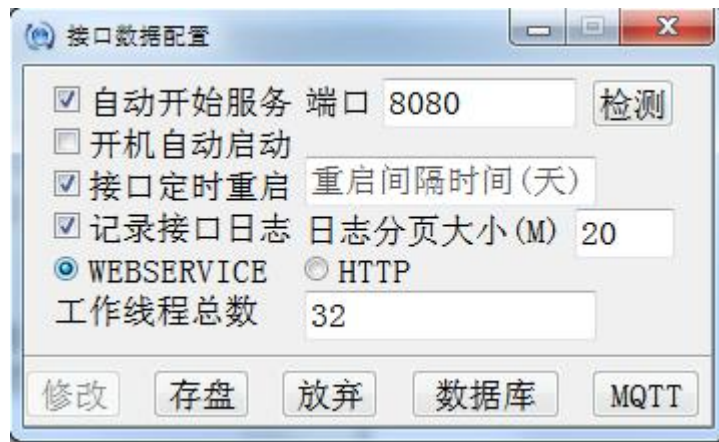 接口数据配置
自动开始服务 端口 8080 检测
开机自动启动
接口定时重启 重启间隔时间(天)
记录接口日志 日志分页大小(M) 20
WEBSERVICE HTTP
工作线程总数 32
修改 存盘 放弃 数据库 MQTT